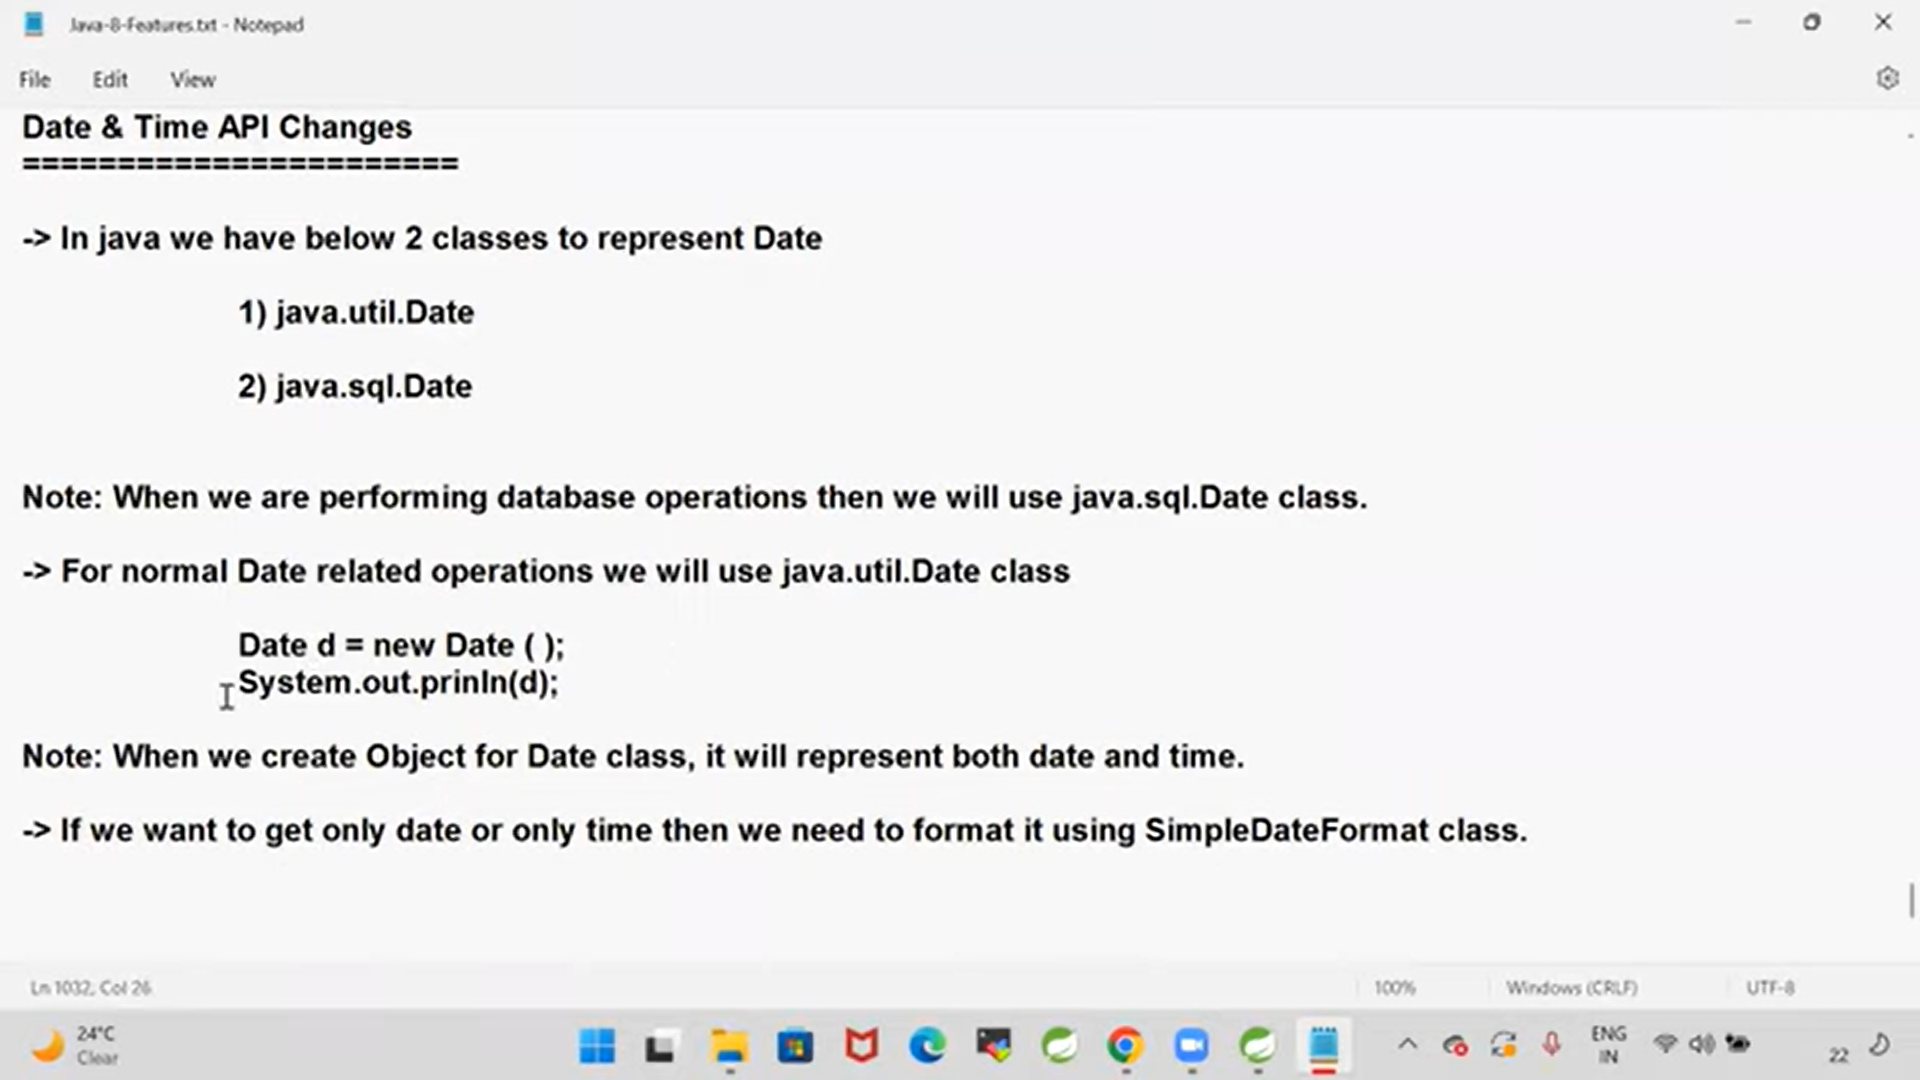 Java-8-Features.txt - Notepad
File Edit View
Date & Time API Changes
=======================
-> In java we have below 2 classes to represent Date
1) java.util.Date
2) java.sql.Date
Note: When we are performing database operations then we will use java.sql.Date class.
-> For normal Date related operations we will use java.util.Date class
Date d = new Date ( );
System.out.prinln(d);
Note: When we create Object for Date class, it will represent both date and time.
-> If we want to get only date or only time then we need to format it using SimpleDateFormat class.
Ln 1032, Col 26 100% Windows (CRLF) UTF-8
24°C
Clear
ENG
IN
22